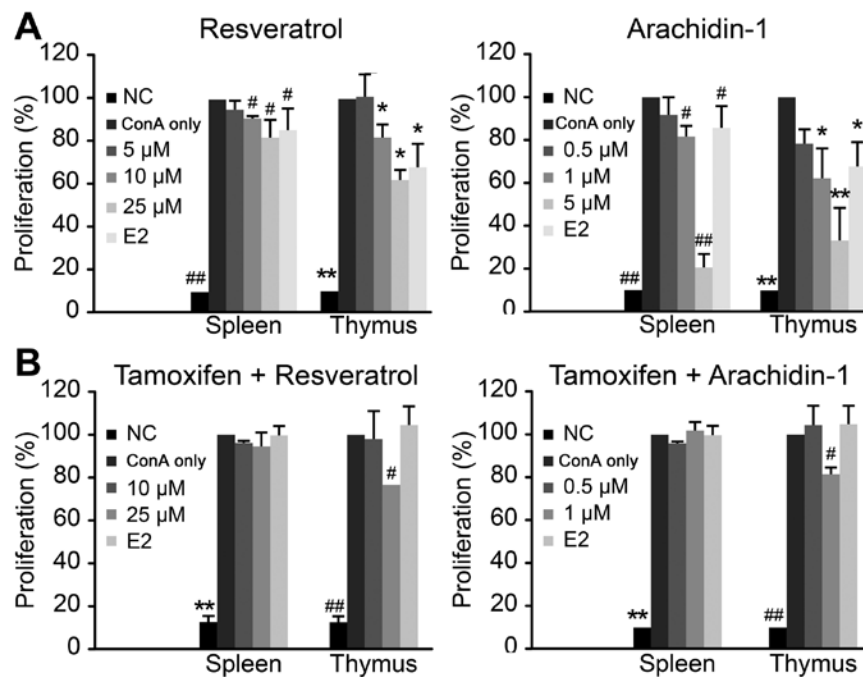 A
Resveratrol
Proliferation (%)
120
100
80
60
40
20
0
NC
ConA only
5 µM
10 µM
25 µM
E2
##
#
#
#
**
*
*
*
Spleen
Thymus
Arachidin-1
Proliferation (%)
120
100
80
60
40
20
0
NC
ConA only
0.5 µM
1 µM
5 µM
E2
##
#
##
#
**
*
**
*
Spleen
Thymus
B
Tamoxifen + Resveratrol
Proliferation (%)
120
100
80
60
40
20
0
NC
ConA only
10 µM
25 µM
E2
**
##
#
Spleen
Thymus
Tamoxifen + Arachidin-1
Proliferation (%)
120
100
80
60
40
20
0
NC
ConA only
0.5 µM
1 µM
E2
**
##
#
Spleen
Thymus